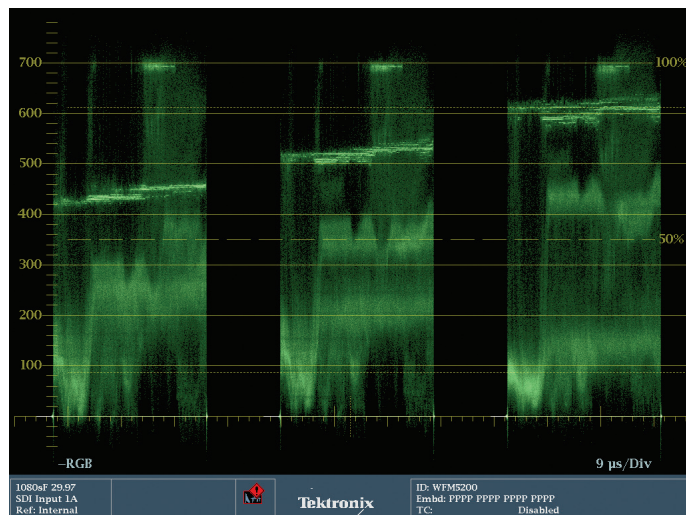 700
100%
600
500
400
50%
300
200
100
–RGB
9 µs/Div
1080sF 29.97
SDI Input 1A
Ref: Internal
Tektronix
ID: WFM5200
Embd: PPPP PPPP PPPP PPPP
TC: Disabled